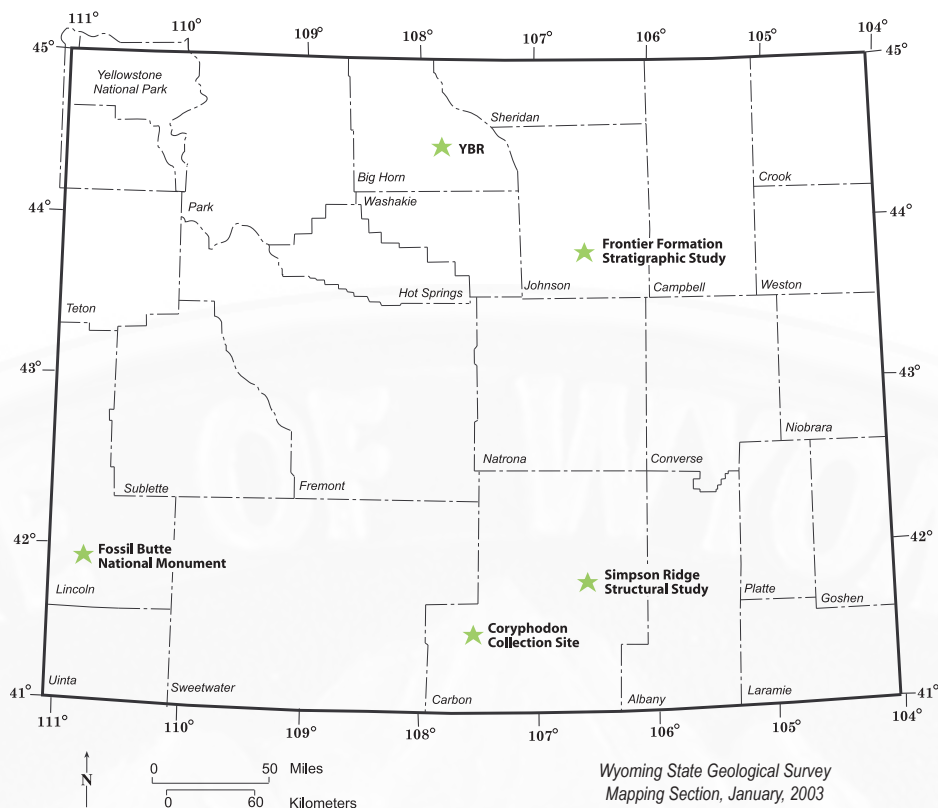 111°
110°
109°
108°
107°
106°
105°
104°
45°
45°
Yellowstone
National Park
Sheridan
YBR
Big Horn
Crook
Washakie
44°
44°
Park
Frontier Formation
Stratigraphic Study
Hot Springs
Johnson
Campbell
Weston
Teton
43°
43°
Niobrara
Natrona
Converse
Sublette
Fremont
OF WYO
42°
42°
Fossil Butte
National Monument
Simpson Ridge
Structural Study
Lincoln
Platte
Goshen
Coryphodon
Collection Site
Uinta
Sweetwater
41°
41°
Carbon
Albany
Laramie
111°
110°
109°
108°
107°
106°
105°
104°
N
0 50 Miles
0 60 Kilometers
Wyoming State Geological Survey
Mapping Section, January, 2003